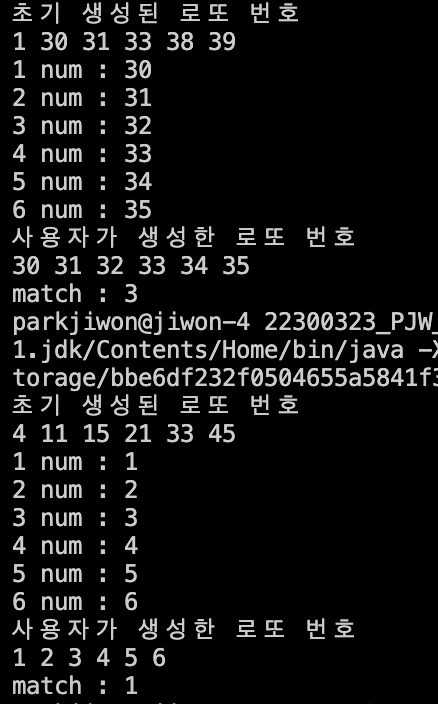 초기 생성된 로또 번호
1 30 31 33 38 39
1 num : 30
2 num : 31
3 num : 32
4 num : 33
5 num : 34
6 num : 35
사용자가 생성한 로또 번호
30 31 32 33 34 35
match : 3
parkjiwon@jiwon-4 22300323_PJW_
1.jdk/Contents/Home/bin/java -X
torage/bbe6df232f0504655a5841f3
초기 생성된 로또 번호
4 11 15 21 33 45
1 num : 1
2 num : 2
3 num : 3
4 num : 4
5 num : 5
6 num : 6
사용자가 생성한 로또 번호
1 2 3 4 5 6
match : 1